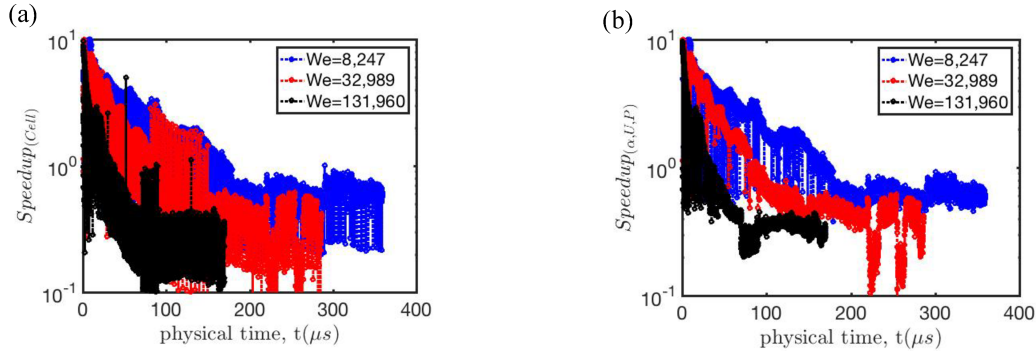 (a)
We=8,247
We=32,989
We=131,960
10^1
10^0
10^-1
Speedup_(Cell)
0 100 200 300 400
physical time, t(μs)
(b)
We=8,247
We=32,989
We=131,960
10^1
10^0
10^-1
Speedup_(α,U,P)
0 100 200 300 400
physical time, t(μs)